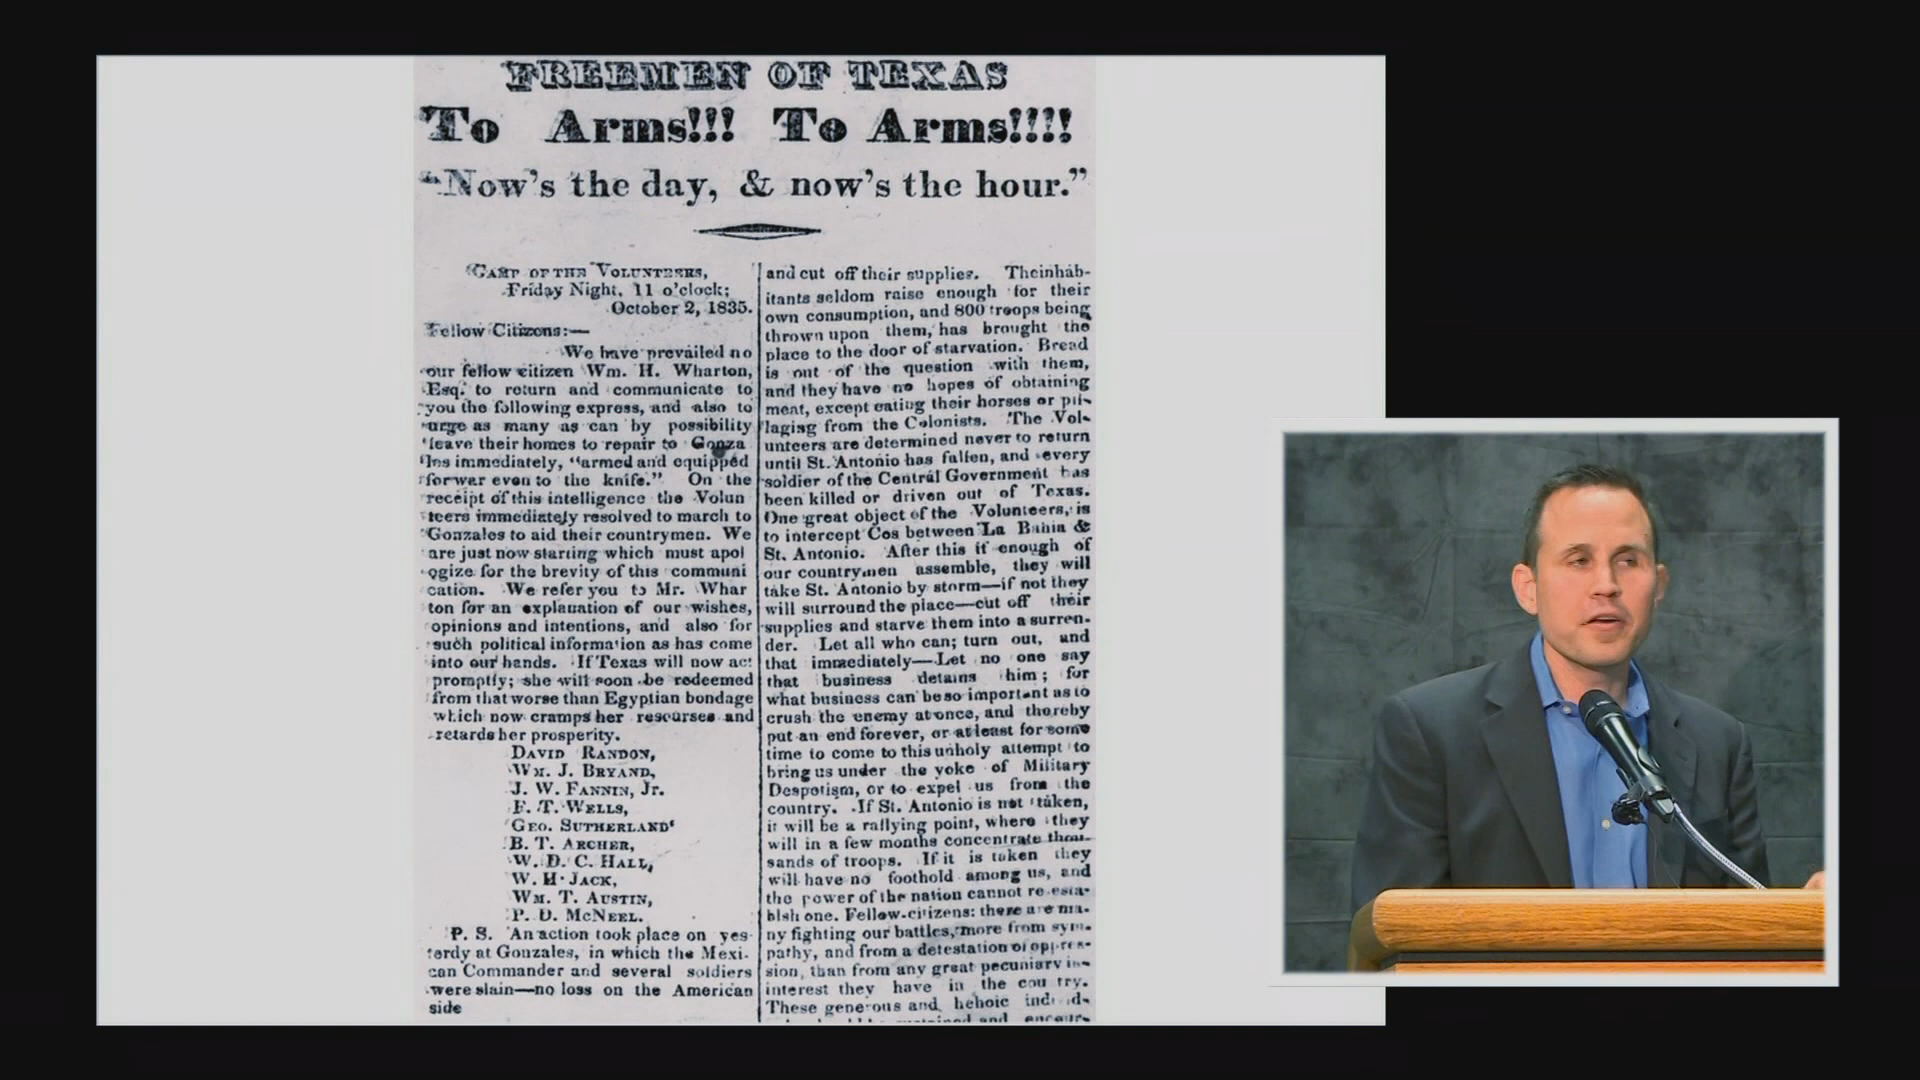 FREEMEN OF TEXAS
To Arms!!! To Arms!!!!
"Now's the day, & now's the hour."
CAMP OF THE VOLUNTEERS,
Friday Night, 11 o'clock;
October 2, 1835.
Fellow Citizens:—
We have prevailed no
our fellow citizen Wm. H. Wharton,
Esq. to return and communicate to
you the following express, and also to
urge as many as can by possibility
leave their homes to repair to Gonza
les immediately, "armed and equipped
for war even to the knife." On the
receipt of this intelligence the Volun
teers immediately resolved to march to
Gonzales to aid their countrymen. We
are just now starting which must apol
ogize for the brevity of this communi
cation. We refer you to Mr. Whar
ton for an explanation of our wishes,
opinions and intentions, and also for
such political information as has come
into our hands. If Texas will now act
promptly; she will soon be redeemed
from that worse than Egyptian bondage
which now cramps her resourses and
retards her prosperity.
DAVID RANDON,
WM. J. BRYAND,
J. W. FANNIN, Jr.
F. T. WELLS,
GEO. SUTHERLAND
B. T. ARCHER,
W. D. C. HALL,
W. H. JACK,
WM. T. AUSTIN,
P. D. McNEEL.
P. S. An action took place on yes-
terdy at Gonzales, in which the Mexi-
can Commander and several soldiers
were slain—no loss on the American
side
and cut off their supplies. The inhab-
itants seldom raise enough for their
own consumption, and 800 troops being
thrown upon them, has brought the
place to the door of starvation. Bread
is out of the question with them,
and they have no hopes of obtaining
meat, except eating their horses or pil-
laging from the Colonists. The Vol-
unteers are determined never to return
until St. Antonio has fallen, and every
soldier of the Central Government has
been killed or driven out of Texas.
One great object of the Volunteers, is
to intercept Cos between La Bahia &
St. Antonio. After this if enough of
our countrymen assemble, they will
take St. Antonio by storm—if not they
will surround the place—cut off their
supplies and starve them into a surren-
der. Let all who can; turn out, and
that immediately—Let no one say
that business detains him; for
what business can be so important as to
crush the enemy at once, and thereby
put an end forever, or at least for some
time to come to this unholy attempt to
bring us under the yoke of Military
Despotism, or to expel us from the
country. If St. Antonio is not taken,
it will be a rallying point, where they
will in a few months concentrate thou-
sands of troops. If it is taken they
will have no foothold among us, and
the power of the nation cannot re-esta-
blsh one. Fellow-citizens: there are ma-
ny fighting our battles, more from sym-
pathy, and from a detestation of oppres-
sion, than from any great pecuniary in-
interest they have in the cou try.
These generous and hehoic individ-
sustained and encour-